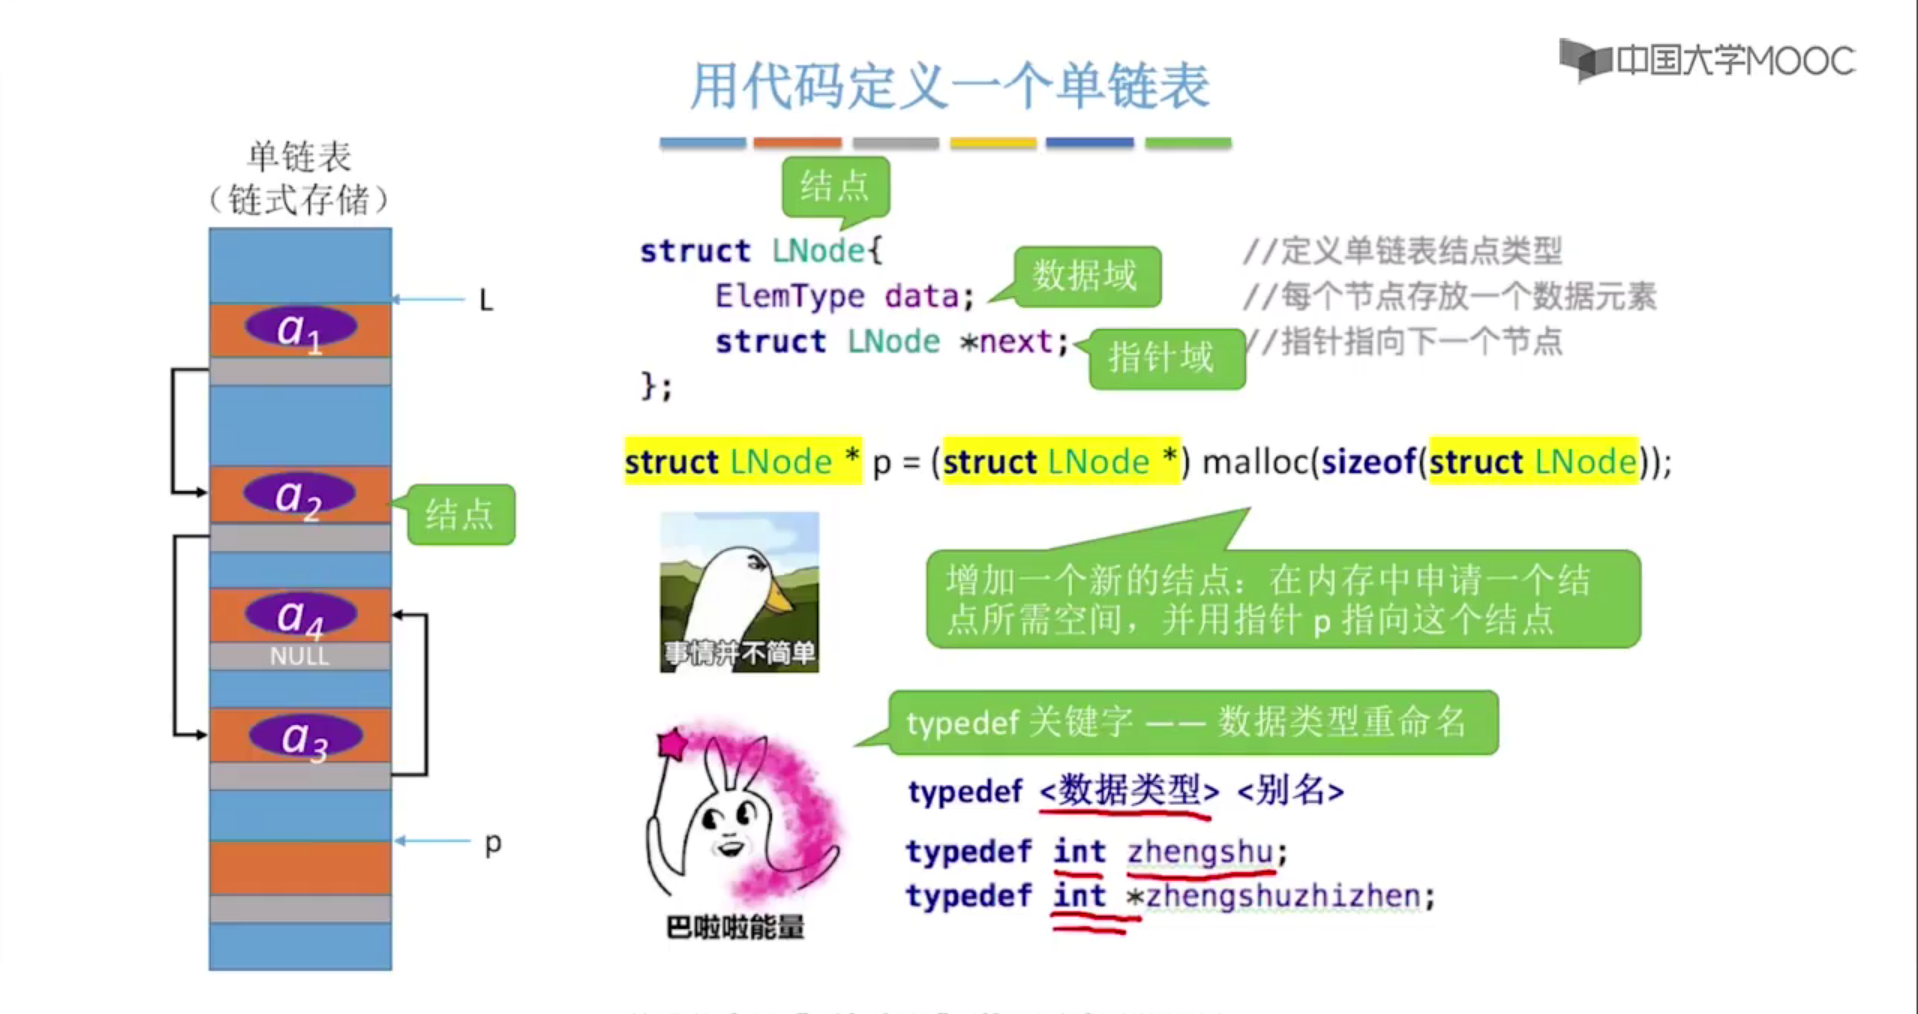 中国大学MOOC
用代码定义一个单链表
单链表
（链式存储）
L
a1
a2
结点
a4
NULL
a3
p
结点
struct LNode{ //定义单链表结点类型
ElemType data; 数据域 //每个节点存放一个数据元素
struct LNode *next; 指针域 //指针指向下一个节点
};
struct LNode * p = (struct LNode *) malloc(sizeof(struct LNode));
增加一个新的结点：在内存中申请一个结
点所需空间，并用指针 p 指向这个结点
事情并不简单
typedef 关键字 —— 数据类型重命名
typedef <数据类型> <别名>
typedef int zhengshu;
typedef int *zhengshuzhizhen;
巴啦啦能量